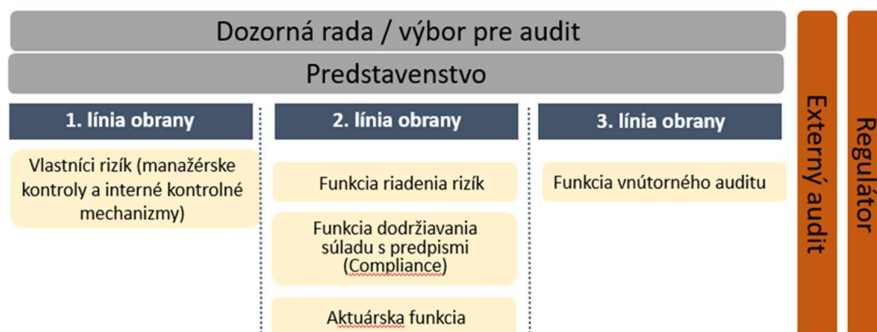 Dozorná rada / výbor pre audit
Predstavenstvo
1. línia obrany
Vlastníci rizík (manažérske
kontroly a interné kontrolné
mechanizmy)
2. línia obrany
Funkcia riadenia rizík
Funkcia dodržiavania
súladu s predpismi
(Compliance)
Aktuárska funkcia
3. línia obrany
Funkcia vnútorného auditu
Externý audit
Regulátor